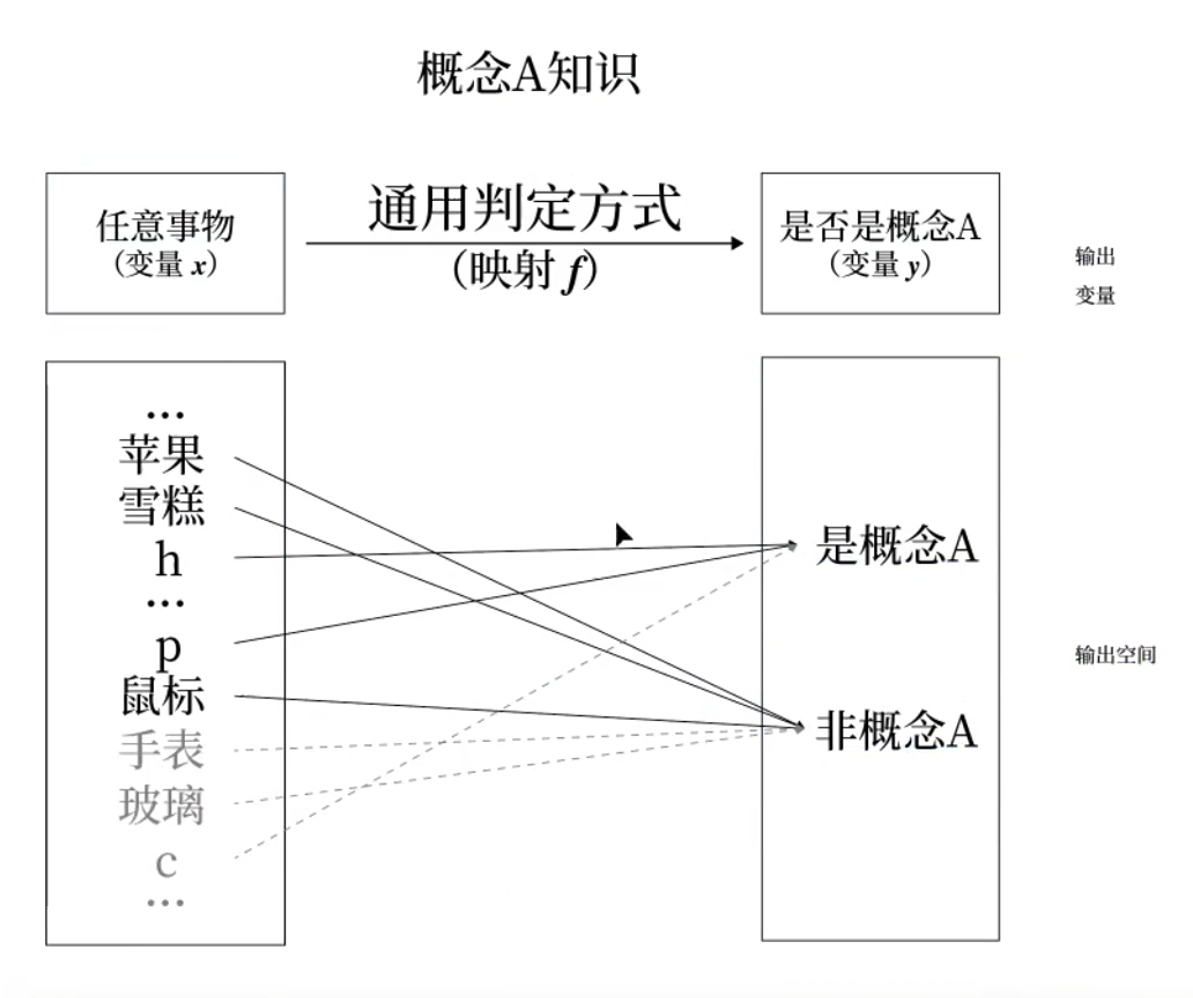 概念A知识
任意事物
(变量 x)
通用判定方式
(映射 f)
是否是概念A
(变量 y)
输出
变量
...
苹果
雪糕
h
...
p
鼠标
手表
玻璃
c
...
是概念A
非概念A
输出空间